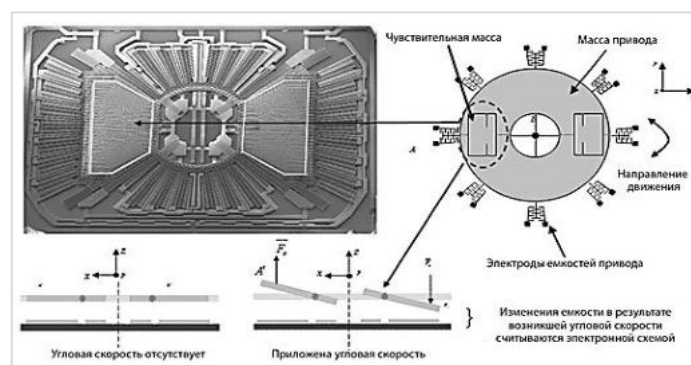 Чувствительная масса
Масса привода
A
Направление
движения
Электроды емкостей привода
Z
X
y
Угловая скорость отсутствует
A'
Z
X
y
Приложена угловая скорость
Изменения емкости в результате
возникшей угловой скорости
считываются электронной схемой